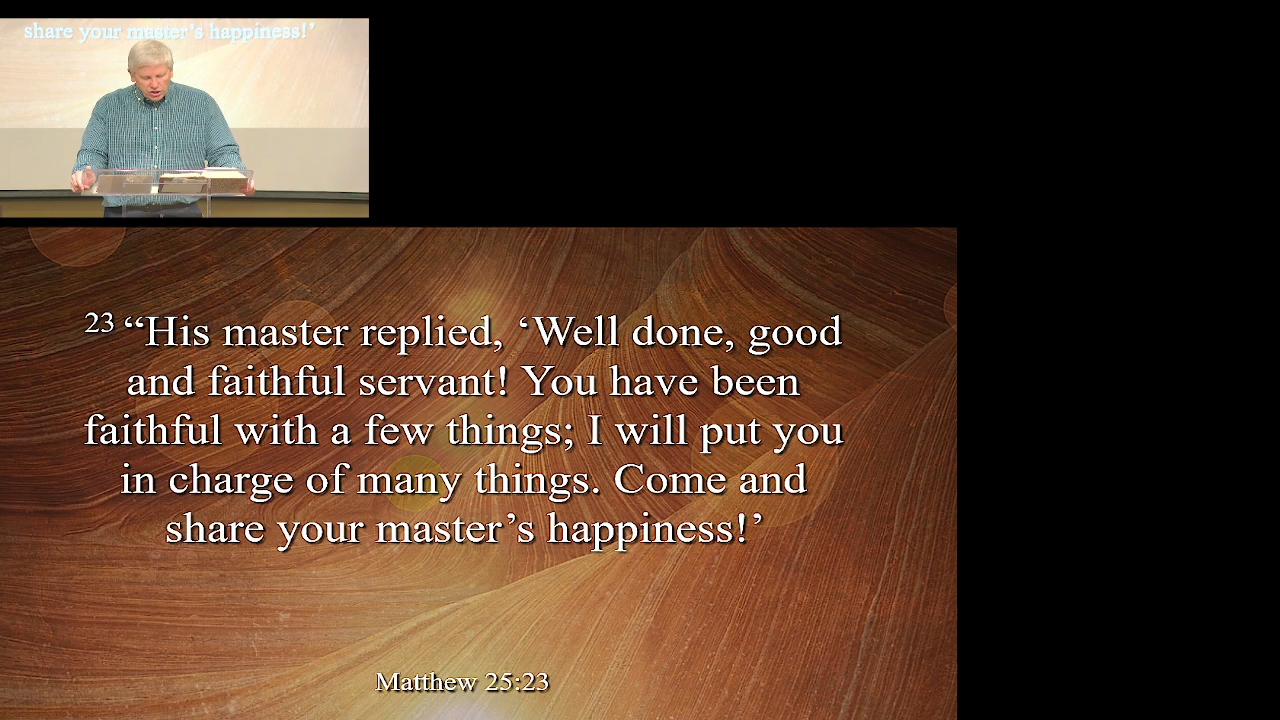 share your master's happiness!'
23 “His master replied, ‘Well done, good
and faithful servant! You have been
faithful with a few things; I will put you
in charge of many things. Come and
share your master’s happiness!’
Matthew 25:23